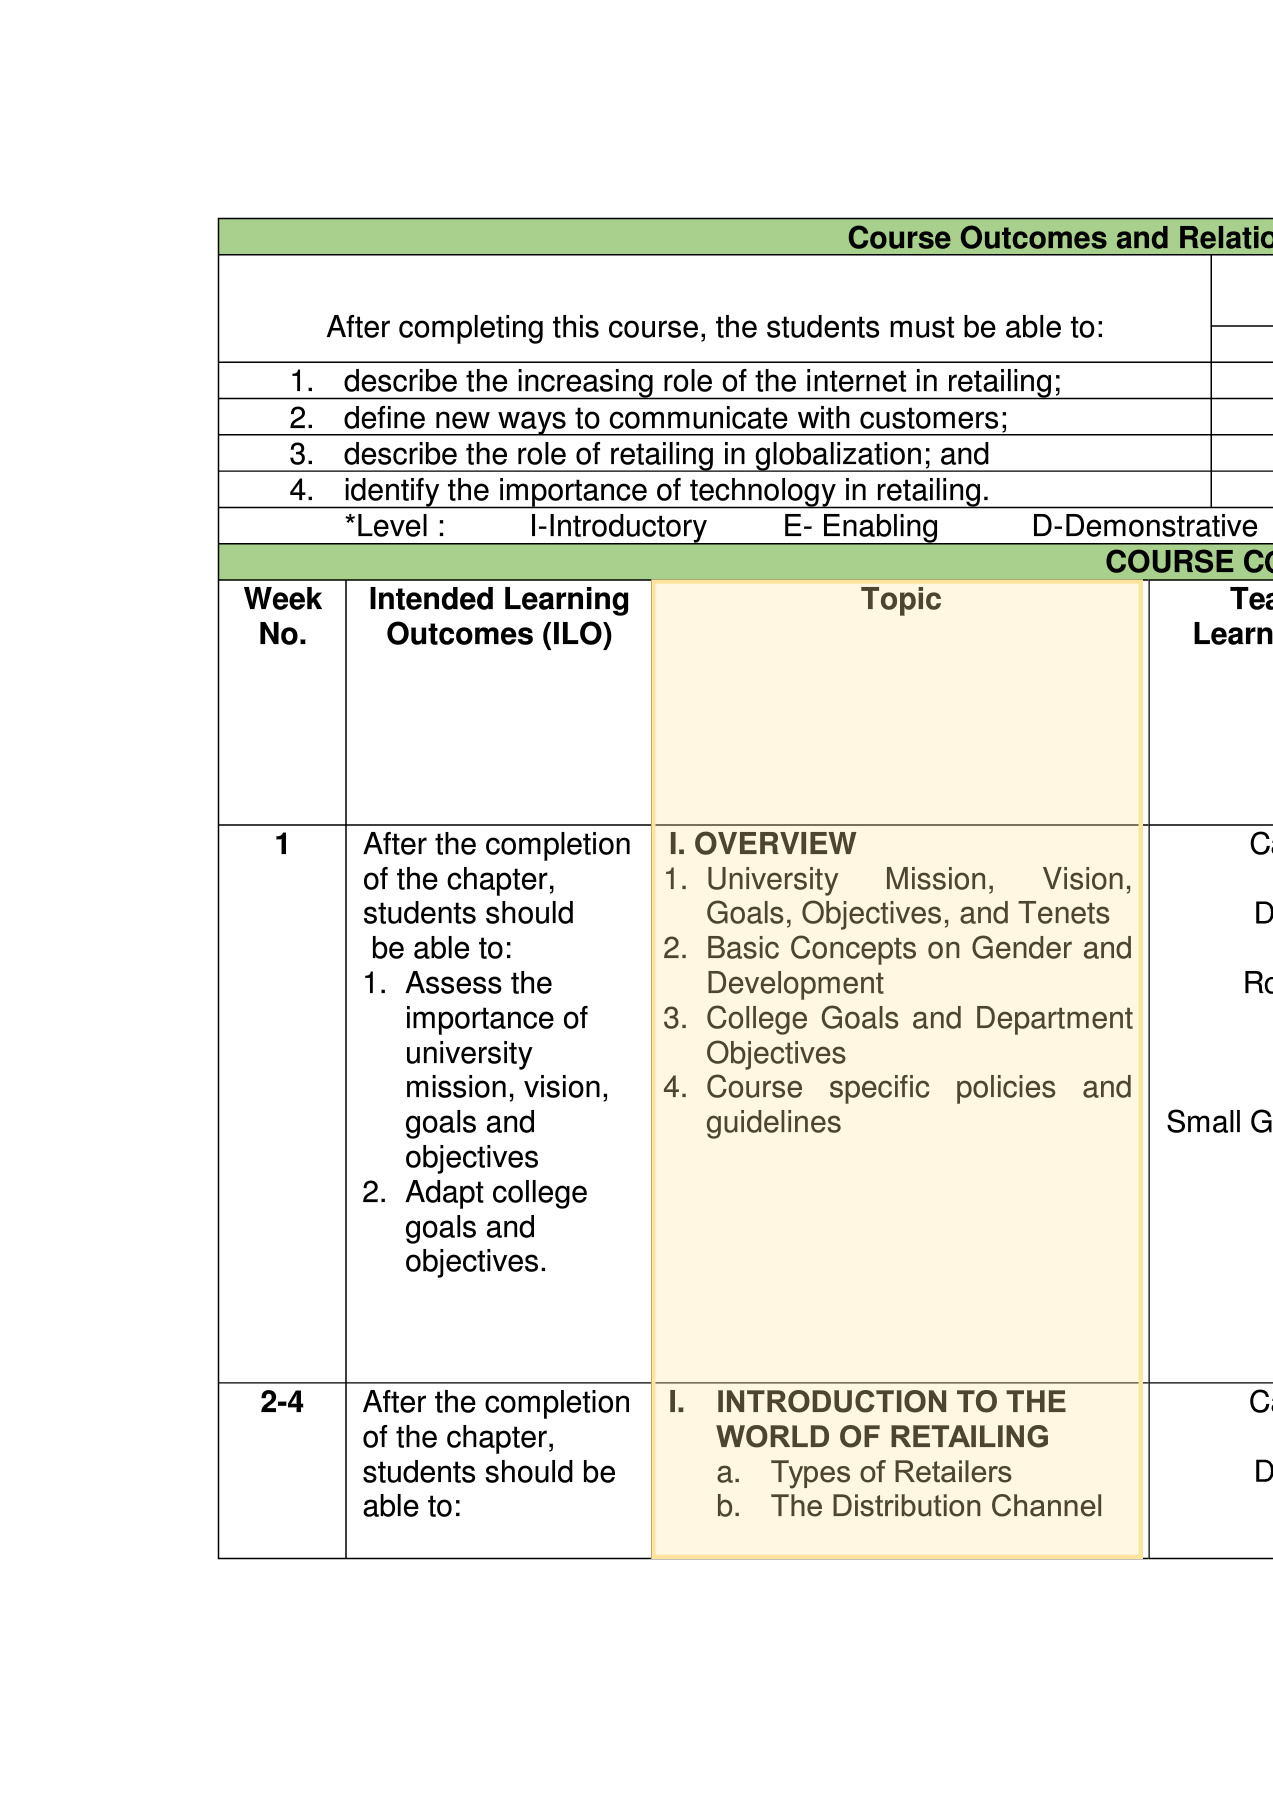 Course Outcomes and Relatio
After completing this course, the students must be able to:
1. describe the increasing role of the internet in retailing;
2. define new ways to communicate with customers;
3. describe the role of retailing in globalization; and
4. identify the importance of technology in retailing.
*Level : I-Introductory E- Enabling D-Demonstrative
COURSE CO
Week
No.
Intended Learning
Outcomes (ILO)
Topic
Tea
Learn
1
After the completion
of the chapter,
students should
be able to:
1. Assess the
importance of
university
mission, vision,
goals and
objectives
2. Adapt college
goals and
objectives.
I. OVERVIEW
1. University Mission, Vision,
Goals, Objectives, and Tenets
2. Basic Concepts on Gender and
Development
3. College Goals and Department
Objectives
4. Course specific policies and
guidelines
Ca
D
Ro
Small G
2-4
After the completion
of the chapter,
students should be
able to:
I. INTRODUCTION TO THE
WORLD OF RETAILING
a. Types of Retailers
b. The Distribution Channel
Ca
D